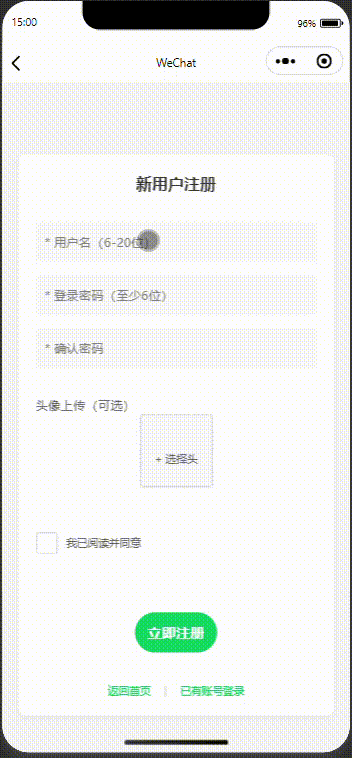 15:00
96%
WeChat
新用户注册
* 用户名（6-20位）
* 登录密码（至少6位）
* 确认密码
头像上传（可选）
+ 选择头
我已阅读并同意
立即注册
返回首页 | 已有账号登录